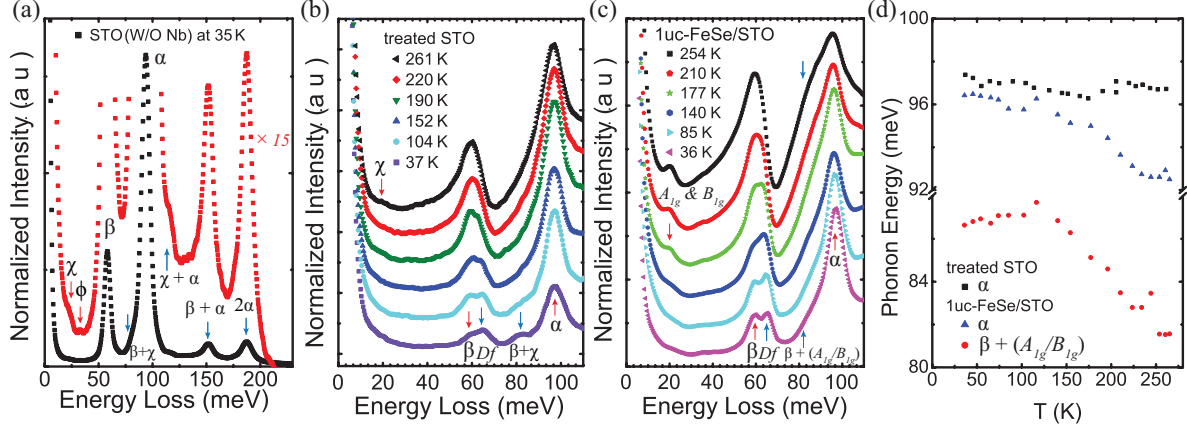 (a)
STO (W/O Nb) at 35 K
α
β
χ
ϕ
χ + α
β + α
2α
× 15
β+χ
Normalized Intensity (a u)
0 50 100 150 200
Energy Loss (meV)
(b)
treated STO
261 K
220 K
190 K
152 K
104 K
37 K
χ
β Df β+χ
α
Normalized Intensity (a u)
0 20 40 60 80 100
Energy Loss (meV)
(c)
1uc-FeSe/STO
254 K
210 K
177 K
140 K
85 K
36 K
A1g & B1g
α
β Df β + (A1g/B1g)
Normalized Intensity (a u)
0 20 40 60 80 100
Energy Loss (meV)
(d)
100
96
92
84
80
Phonon Energy (meV)
treated STO
α
1uc-FeSe/STO
α
β + (A1g/B1g)
0 50 100 150 200 250
T (K)